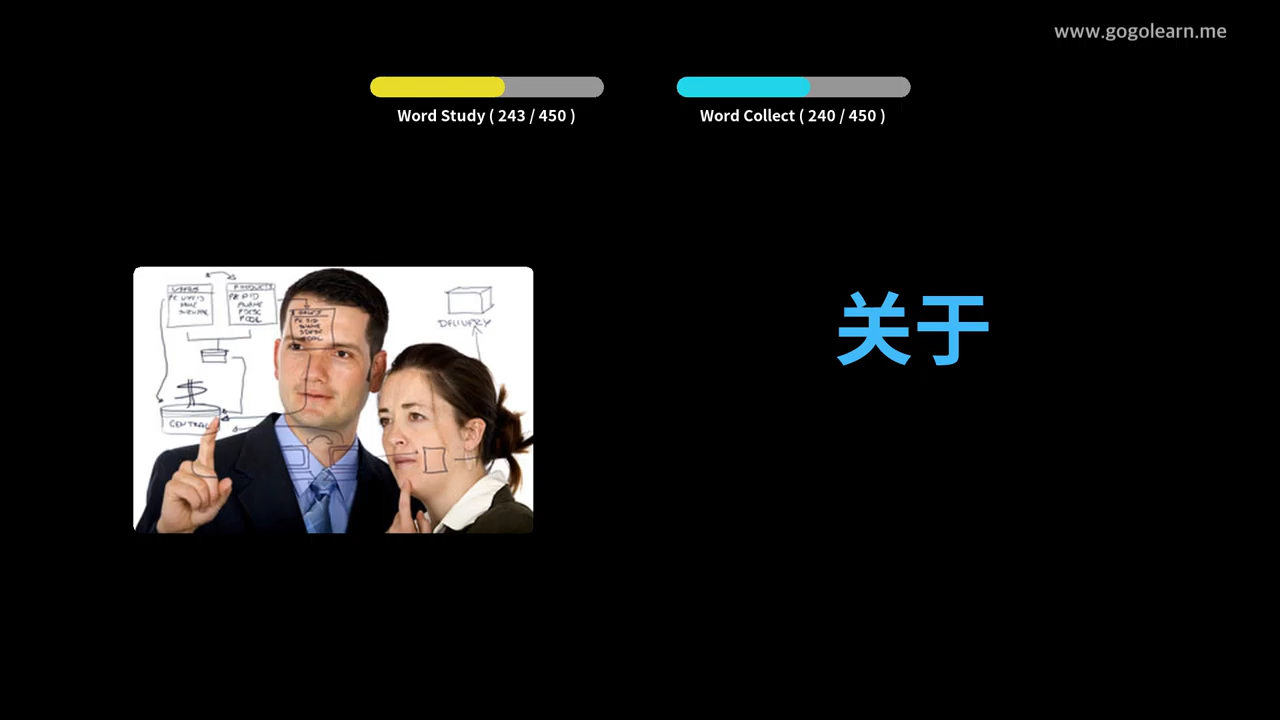 www.gogolearn.me
Word Study ( 243 / 450 )
Word Collect ( 240 / 450 )
关于
DELIVERY
CENTRAL